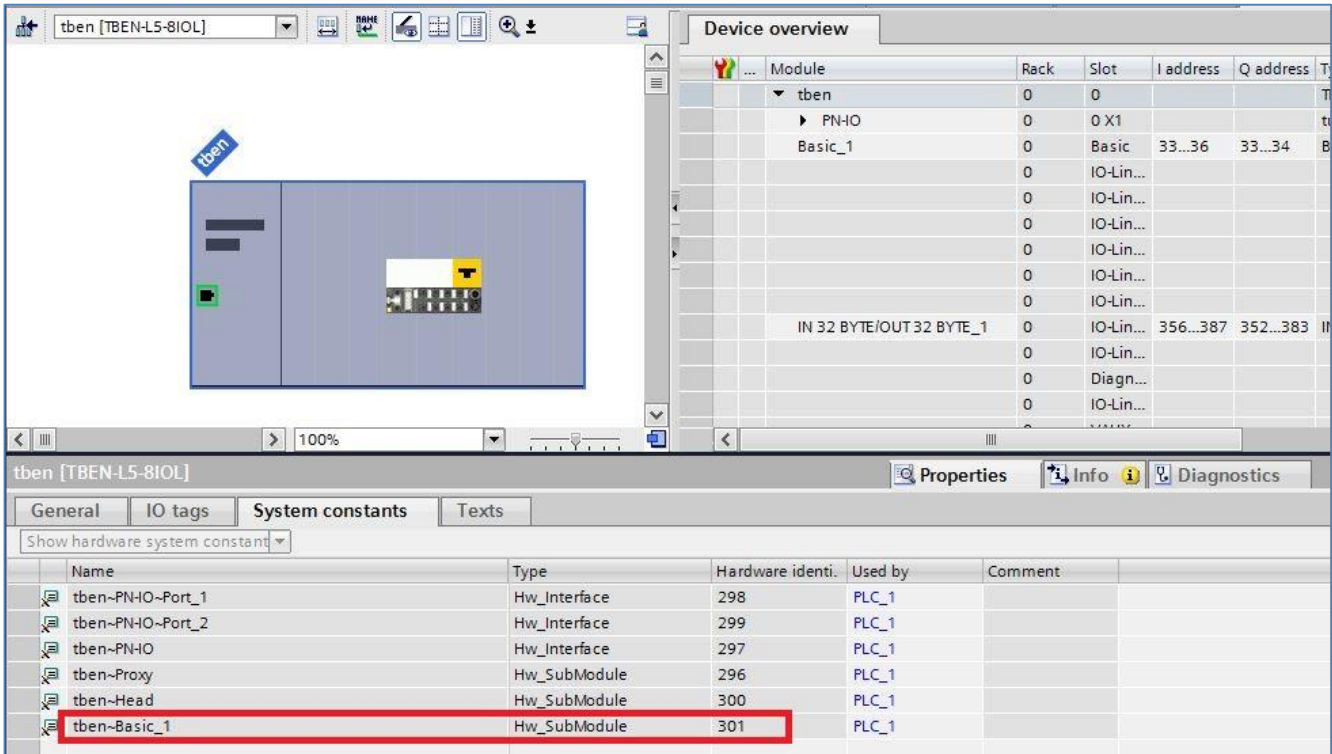 tben [TBEN-L5-8IOL]
NAME
Device overview
... Module Rack Slot I address Q address
tben 0 0
PN-IO 0 0 X1
Basic_1 0 Basic 33...36 33...34
0 IO-Lin...
0 IO-Lin...
0 IO-Lin...
0 IO-Lin...
0 IO-Lin...
IN 32 BYTE/OUT 32 BYTE_1 0 IO-Lin... 356...387 352...383
0 IO-Lin...
0 Diagn...
0 IO-Lin...
tben
100%
tben [TBEN-L5-8IOL]
Properties Info Diagnostics
General IO tags System constants Texts
Show hardware system constant
Name Type Hardware identi. Used by Comment
tben~PN-IO~Port_1 Hw_Interface 298 PLC_1
tben~PN-IO~Port_2 Hw_Interface 299 PLC_1
tben~PN-IO Hw_Interface 297 PLC_1
tben~Proxy Hw_SubModule 296 PLC_1
tben~Head Hw_SubModule 300 PLC_1
tben~Basic_1 Hw_SubModule 301 PLC_1